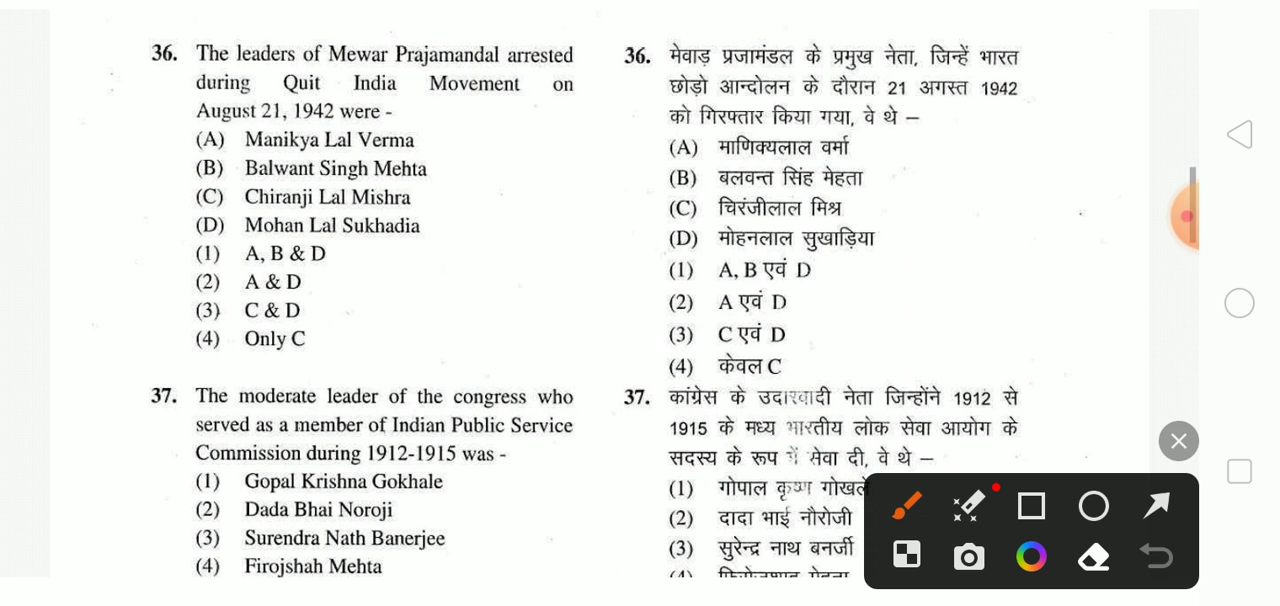 36. The leaders of Mewar Prajamandal arrested
during Quit India Movement on
August 21, 1942 were -
(A) Manikya Lal Verma
(B) Balwant Singh Mehta
(C) Chiranji Lal Mishra
(D) Mohan Lal Sukhadia
(1) A, B & D
(2) A & D
(3) C & D
(4) Only C
37. The moderate leader of the congress who
served as a member of Indian Public Service
Commission during 1912-1915 was -
(1) Gopal Krishna Gokhale
(2) Dada Bhai Noroji
(3) Surendra Nath Banerjee
(4) Firojshah Mehta
36. मेवाड़ प्रजामंडल के प्रमुख नेता, जिन्हें भारत
छोड़ो आन्दोलन के दौरान 21 अगस्त 1942
को गिरफ्तार किया गया, वे थे –
(A) माणिक्यलाल वर्मा
(B) बलवन्त सिंह मेहता
(C) चिरंजीलाल मिश्र
(D) मोहनलाल सुखाड़िया
(1) A, B एवं D
(2) A एवं D
(3) C एवं D
(4) केवल C
37. कांग्रेस के उदारवादी नेता जिन्होंने 1912 से
1915 के मध्य भारतीय लोक सेवा आयोग के
सदस्य के रूप में सेवा दी, वे थे –
(1) गोपाल कृष्ण गोखले
(2) दादा भाई नौरोजी
(3) सुरेन्द्र नाथ बनर्जी